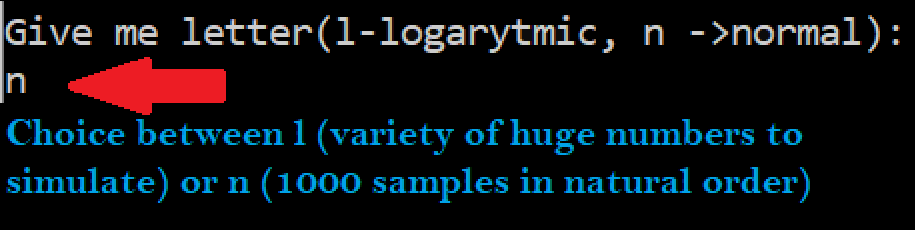 Give me letter(l-logarytmic, n ->normal):
n
Choice between l (variety of huge numbers to
simulate) or n (1000 samples in natural order)